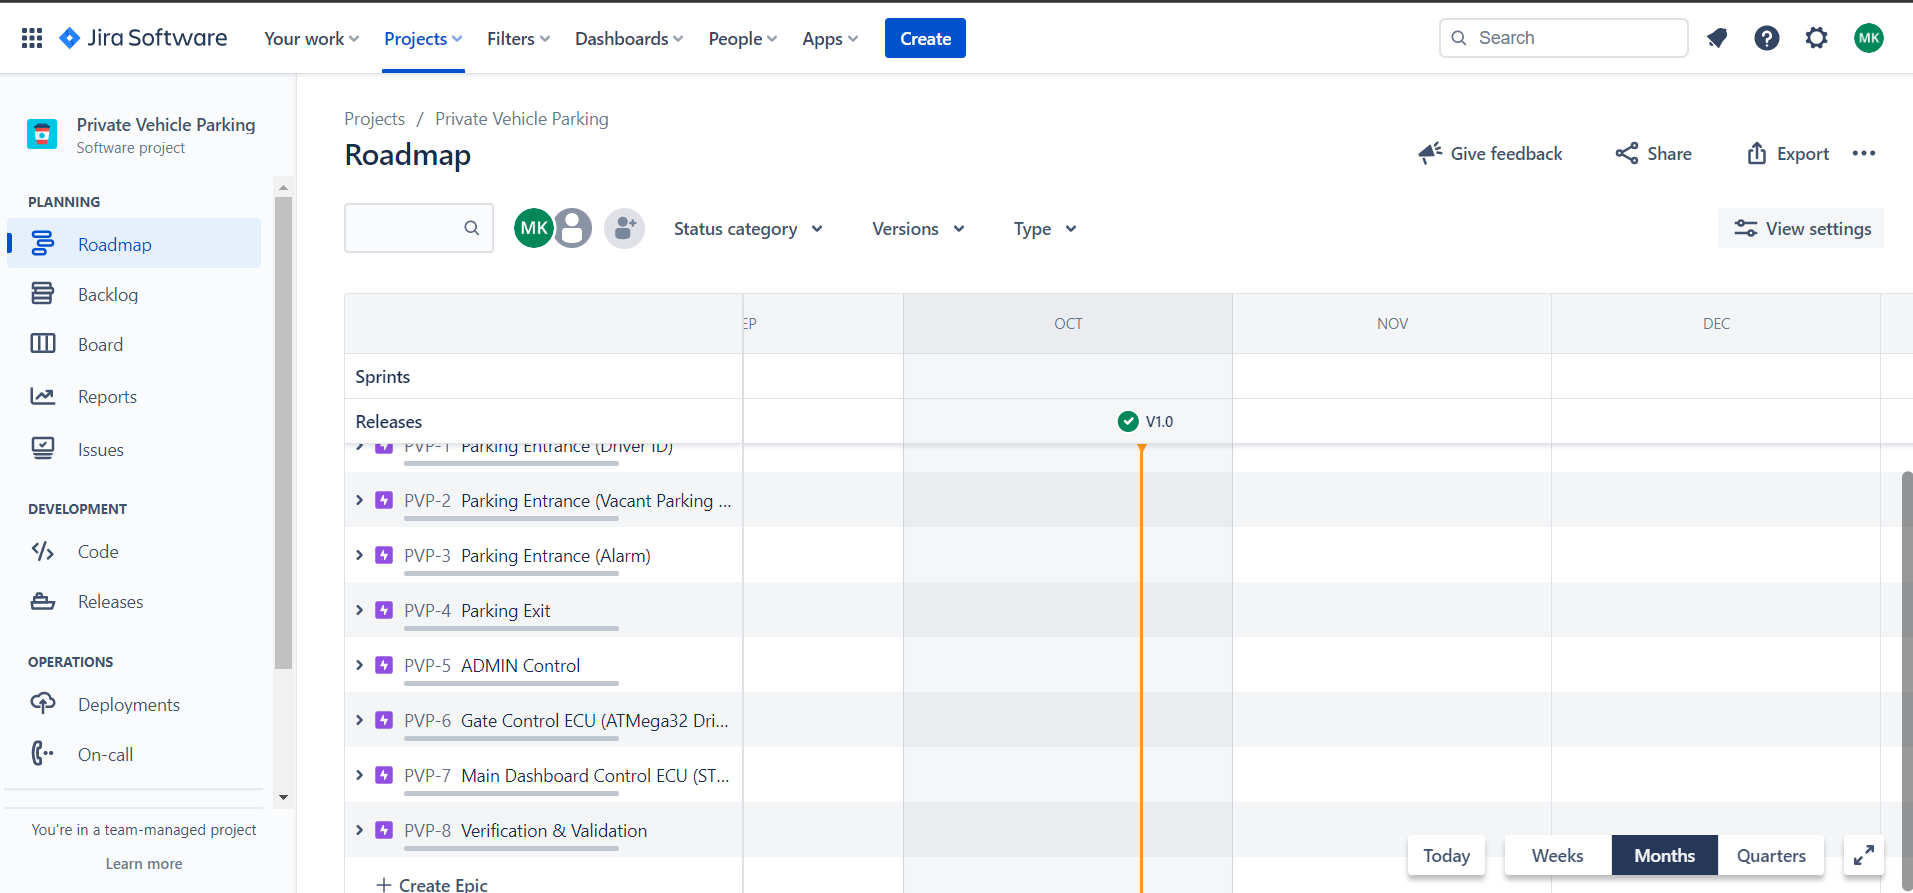 Jira Software
Your work
Projects
Filters
Dashboards
People
Apps
Create
Search
MK
Private Vehicle Parking
Software project
PLANNING
Roadmap
Backlog
Board
Reports
Issues
DEVELOPMENT
Code
Releases
OPERATIONS
Deployments
On-call
You're in a team-managed project
Learn more
Projects / Private Vehicle Parking
Roadmap
Give feedback
Share
Export
MK
Status category
Versions
Type
View settings
EP
OCT
NOV
DEC
Sprints
Releases
V1.0
PVP-1 Parking Entrance (Driver ID)
PVP-2 Parking Entrance (Vacant Parking ...
PVP-3 Parking Entrance (Alarm)
PVP-4 Parking Exit
PVP-5 ADMIN Control
PVP-6 Gate Control ECU (ATMega32 Dri...
PVP-7 Main Dashboard Control ECU (ST...
PVP-8 Verification & Validation
+ Create Epic
Today
Weeks
Months
Quarters